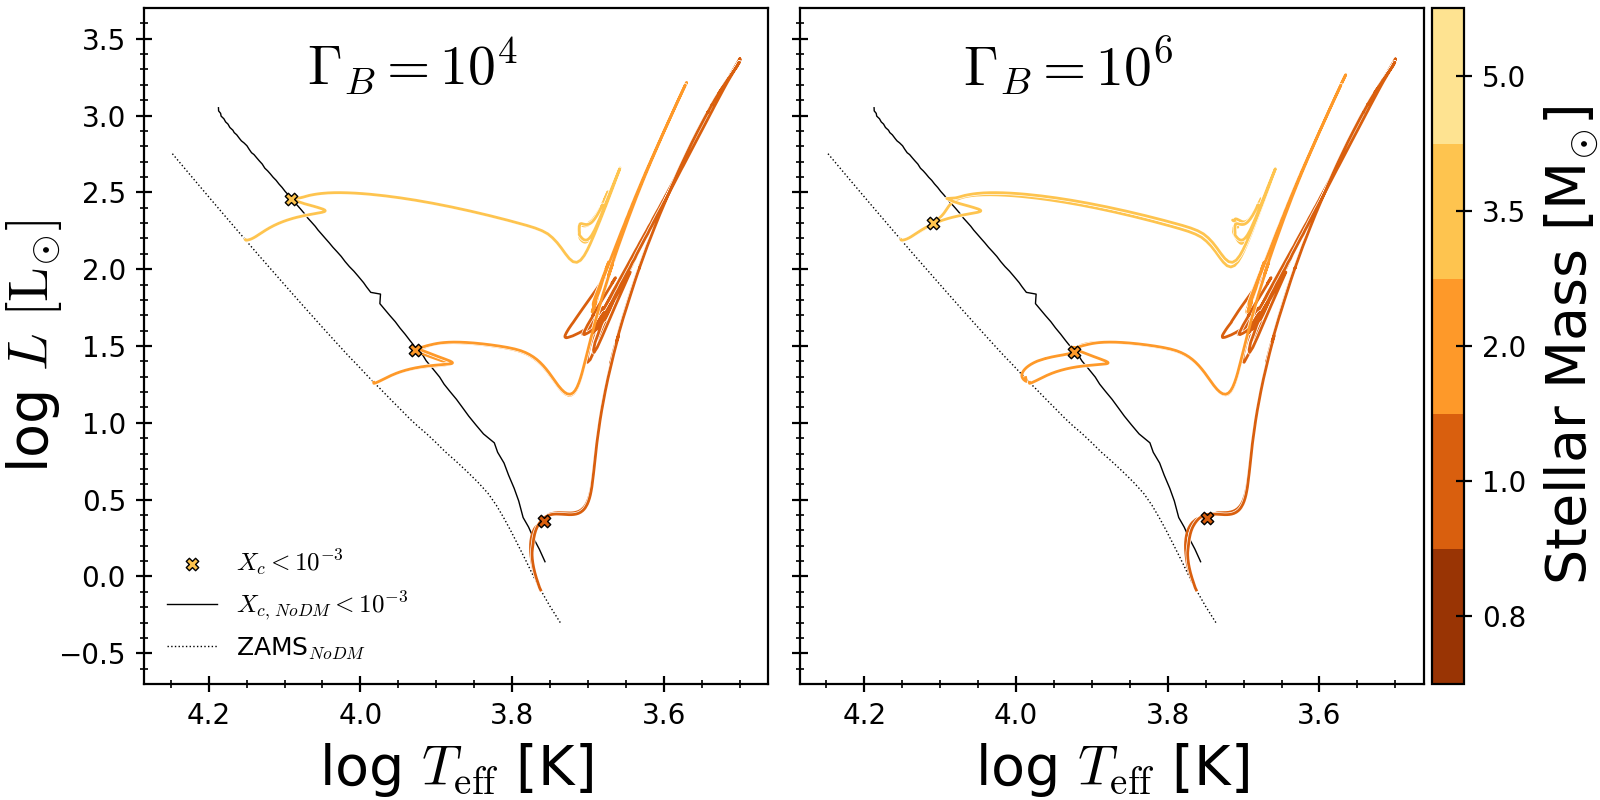 Γ_B = 10^4
log L [L⊙]
3.5
3.0
2.5
2.0
1.5
1.0
0.5
0.0
−0.5
X_c < 10^−3
X_c, NoDM < 10^−3
ZAMS_NoDM
4.2 4.0 3.8 3.6
log T_eff [K]
Γ_B = 10^6
4.2 4.0 3.8 3.6
log T_eff [K]
5.0
3.5
2.0
1.0
0.8
Stellar Mass [M⊙]